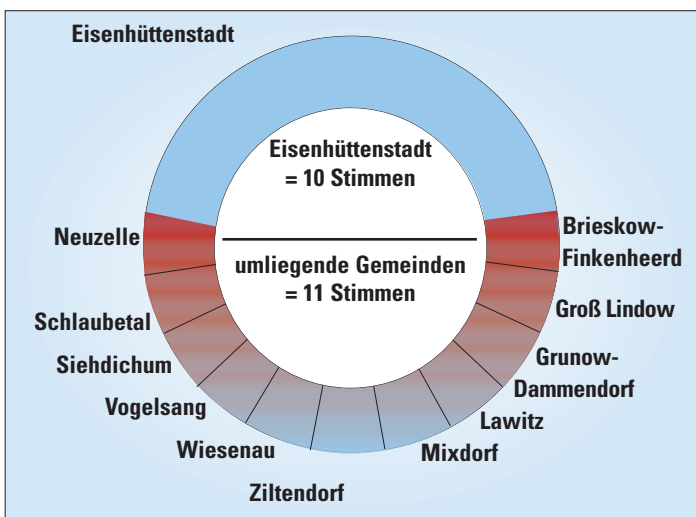 Eisenhüttenstadt
Eisenhüttenstadt
= 10 Stimmen
umliegende Gemeinden
= 11 Stimmen
Neuzelle
Schlaubetal
Siehdichum
Vogelsang
Wiesenau
Ziltendorf
Brieskow-
Finkenheerd
Groß Lindow
Grunow-
Dammendorf
Lawitz
Mixdorf